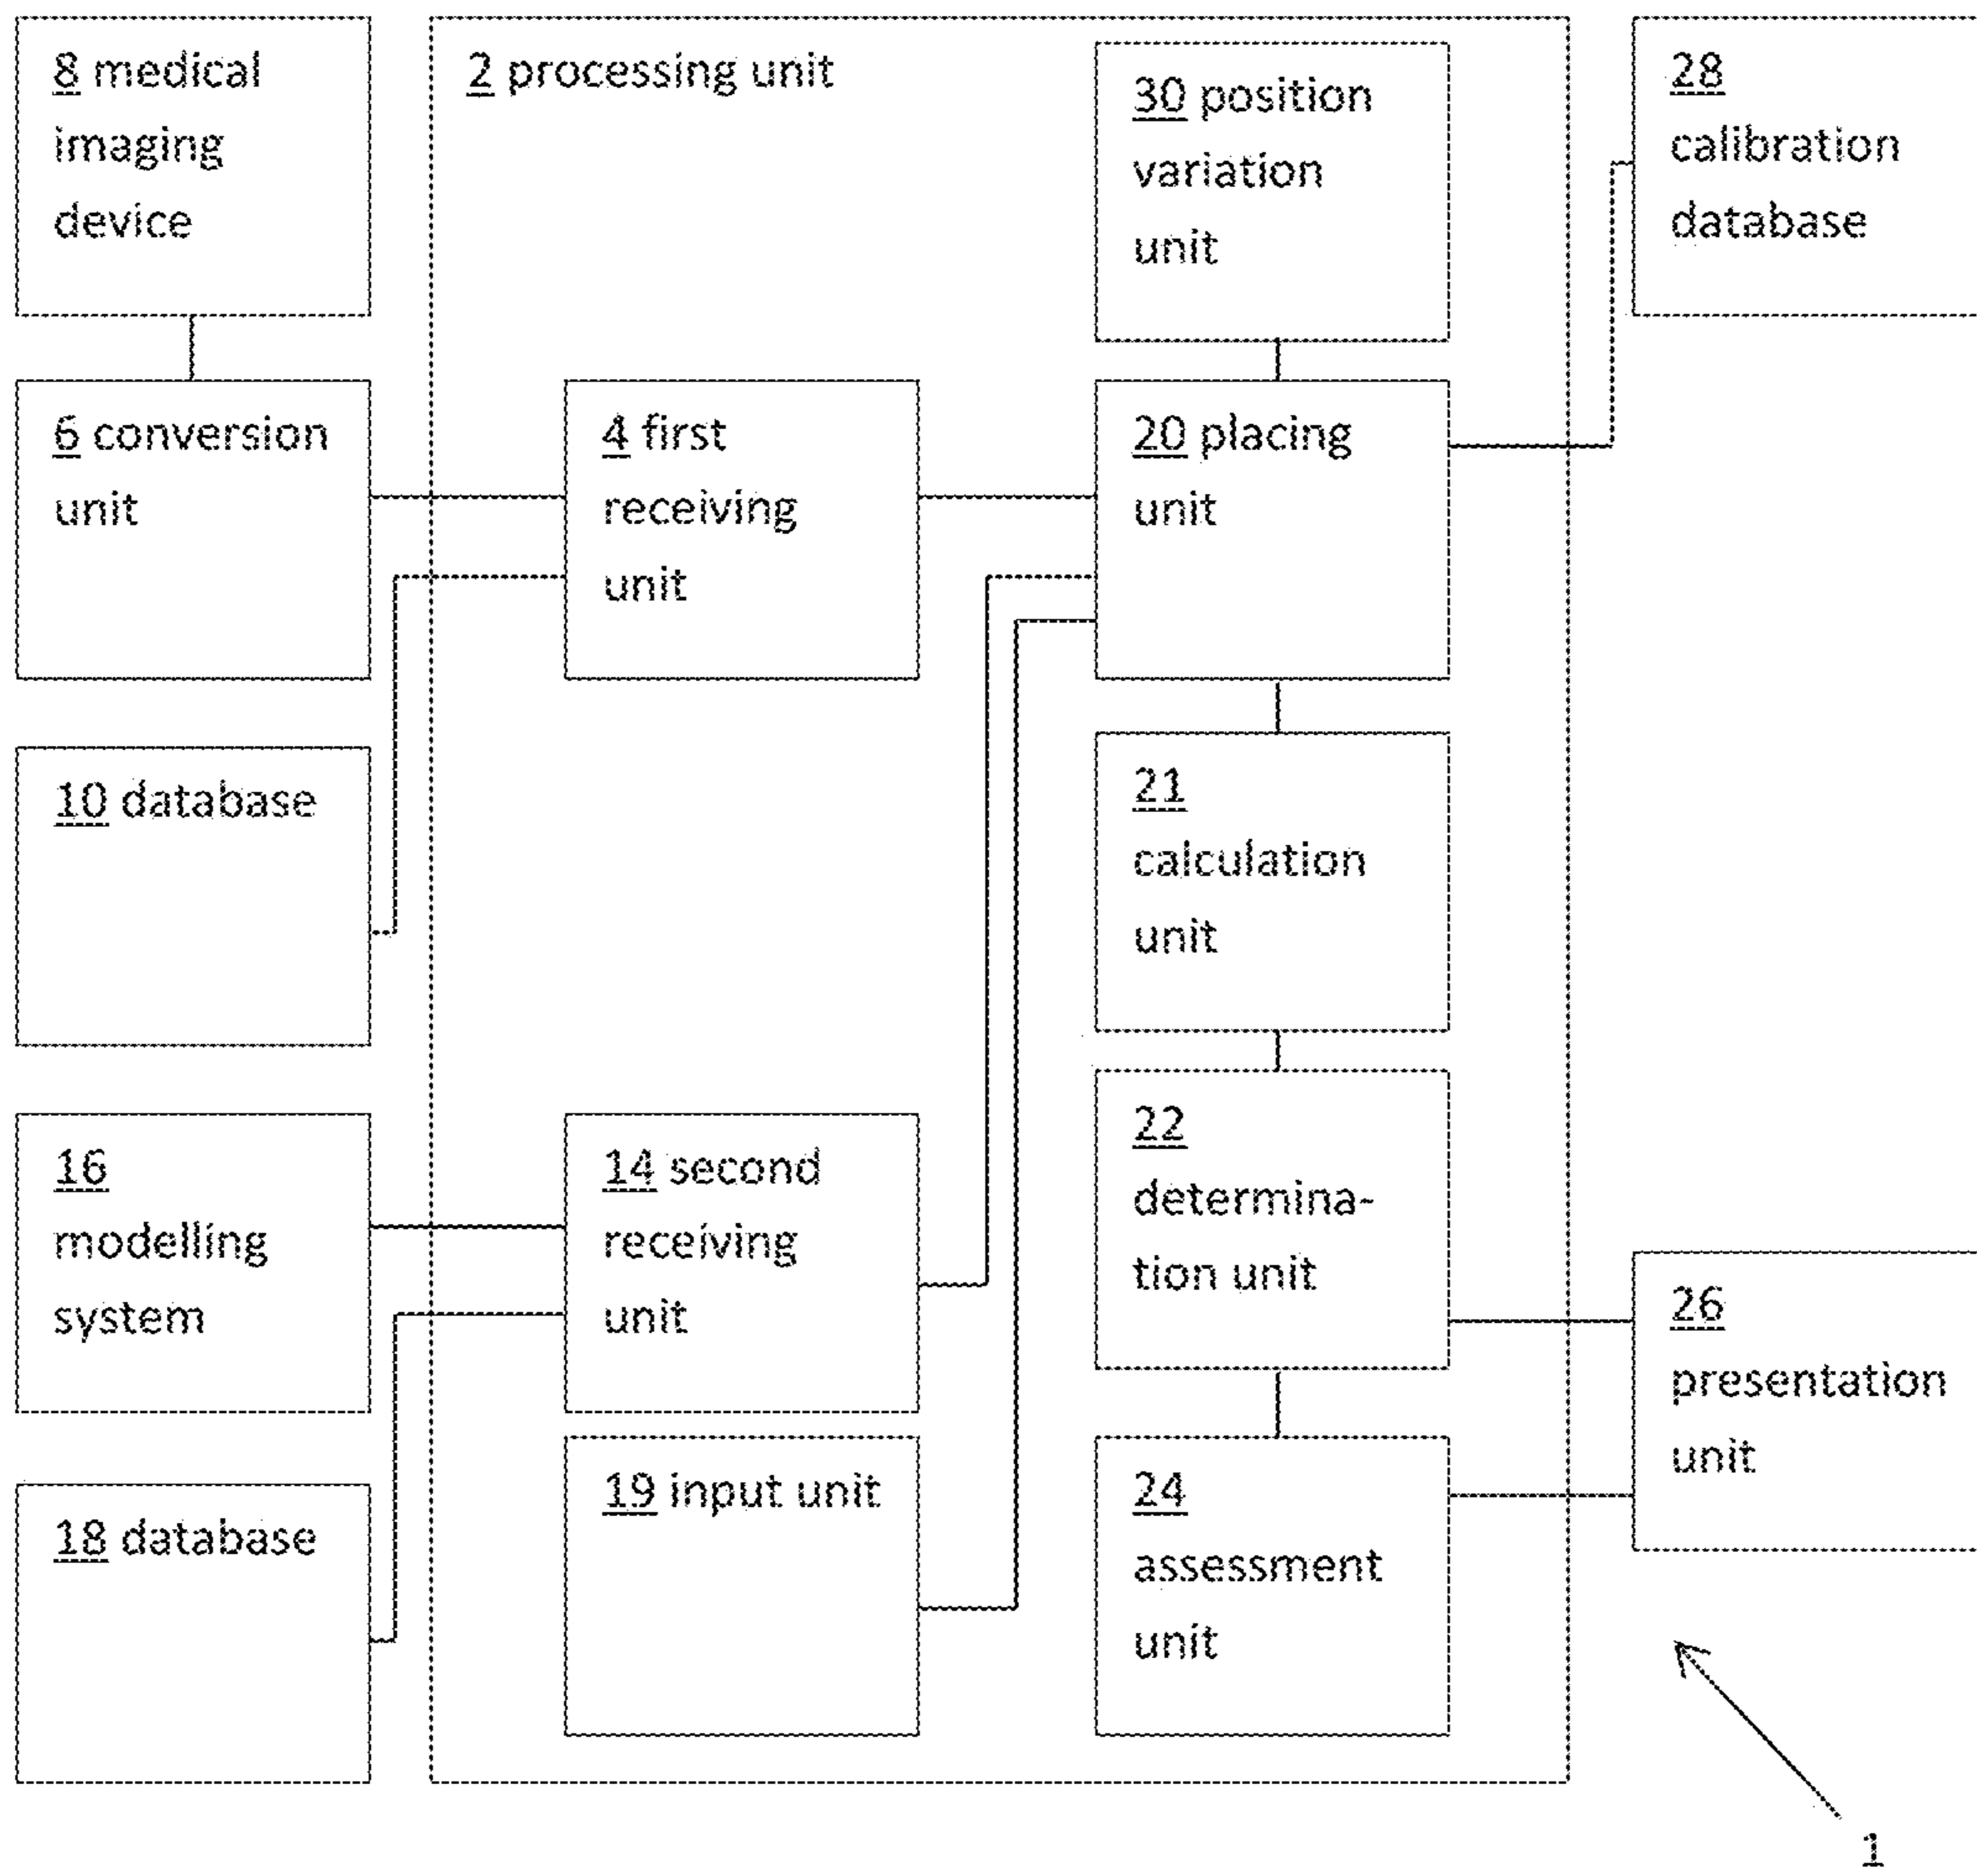 8 medical
imaging
device
2 processing unit
30 position
variation
unit
28
calibration
database
6 conversion
unit
4 first
receiving
unit
20 placing
unit
10 database
21
calculation
unit
16
modelling
system
14 second
receiving
unit
22
determina-
tion unit
26
presentation
unit
18 database
19 input unit
24
assessment
unit
1